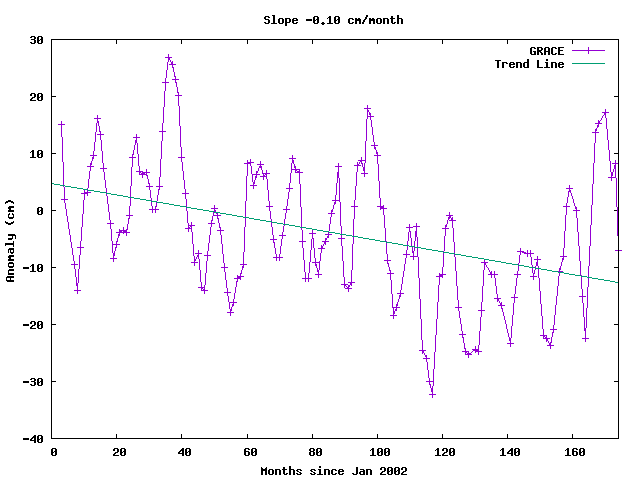 Slope -0.10 cm/month
30
20
10
0
-10
-20
-30
-40
Anomaly (cm)
GRACE
Trend Line
0 20 40 60 80 100 120 140 160
Months since Jan 2002